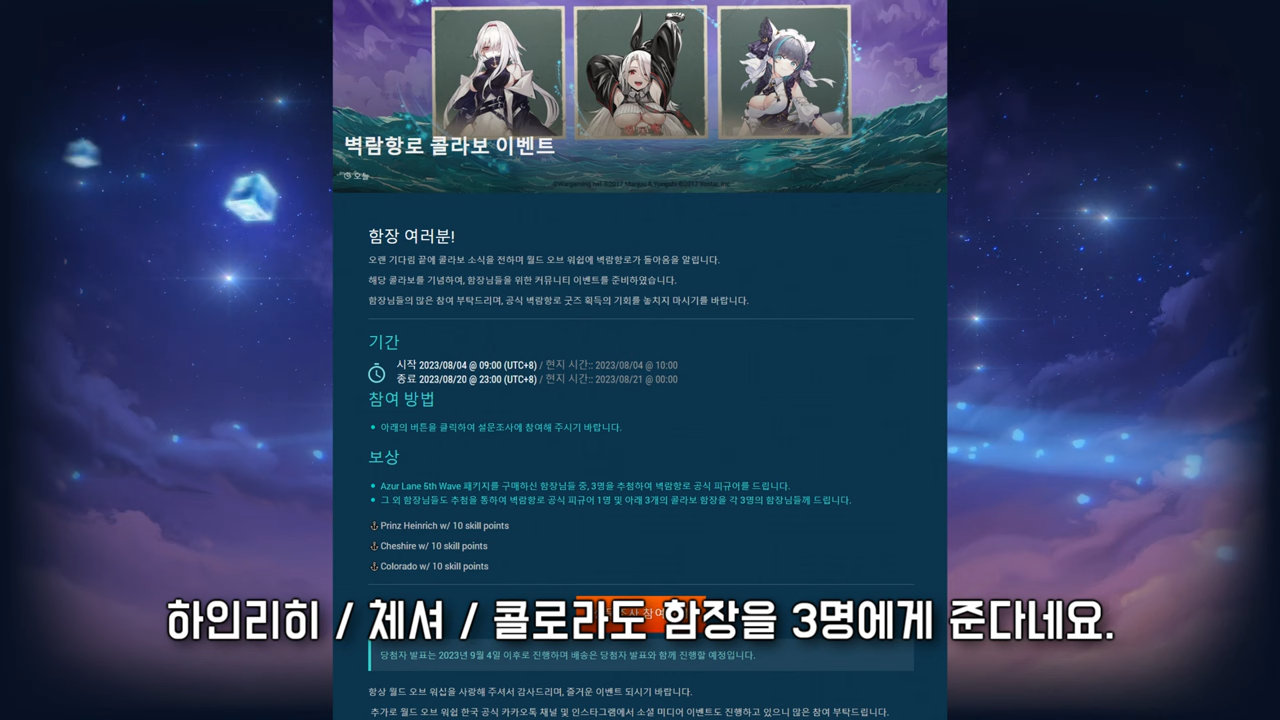 벽람항로 콜라보 이벤트
오늘
함장 여러분!
오랜 기다림 끝에 콜라보 소식을 전하며 월드 오브 워쉽에 벽람항로가 돌아옴을 알립니다.
해당 콜라보를 기념하여, 함장님들을 위한 커뮤니티 이벤트를 준비하였습니다.
함장님들의 많은 참여 부탁드리며, 공식 벽람항로 굿즈 획득의 기회를 놓치지 마시기를 바랍니다.
기간
시작 2023/08/04 @ 09:00 (UTC+8) / 현지 시간:: 2023/08/04 @ 10:00
종료 2023/08/20 @ 23:00 (UTC+8) / 현지 시간:: 2023/08/21 @ 00:00
참여 방법
• 아래의 버튼을 클릭하여 설문조사에 참여해 주시기 바랍니다.
보상
• Azur Lane 5th Wave 패키지를 구매하신 함장님들 중, 3명을 추첨하여 벽람항로 공식 피규어를 드립니다.
• 그 외 함장님들도 추첨을 통하여 벽람항로 공식 피규어 1명 및 아래 3개의 콜라보 함장을 각 3명의 함장님들께 드립니다.
Prinz Heinrich w/ 10 skill points
Cheshire w/ 10 skill points
Colorado w/ 10 skill points
하인리히 / 체셔 / 콜로라도 함장을 3명에게 준다네요.
당첨자 발표는 2023년 9월 4일 이후로 진행하며 배송은 당첨자 발표와 함께 진행할 예정입니다.
항상 월드 오브 워십을 사랑해 주셔서 감사드리며, 즐거운 이벤트 되시기 바랍니다.
추가로 월드 오브 워쉽 한국 공식 카카오톡 채널 및 인스타그램에서 소셜 미디어 이벤트도 진행하고 있으니 많은 참여 부탁드립니다.